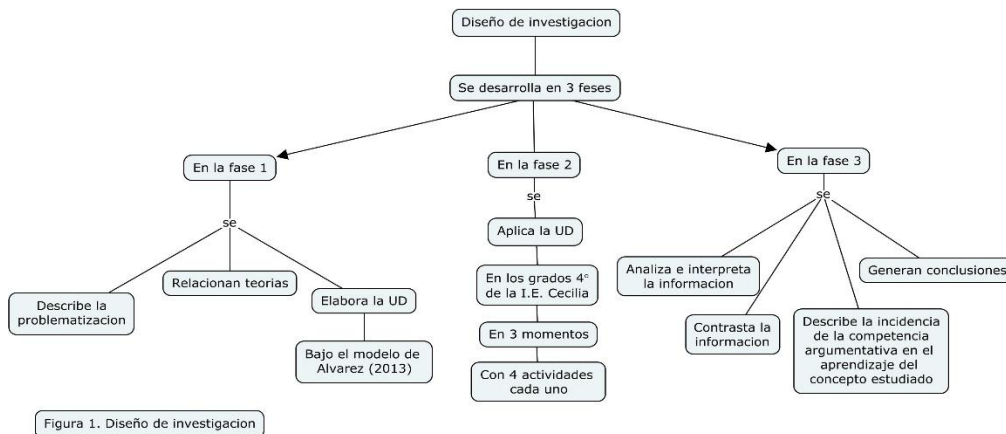 Diseño de investigacion
Se desarrolla en 3 feses
En la fase 1
se
Describe la
problematizacion
Relacionan teorias
Elabora la UD
Bajo el modelo de
Alvarez (2013)
En la fase 2
se
Aplica la UD
En los grados 4°
de la I.E. Cecilia
En 3 momentos
Con 4 actividades
cada uno
En la fase 3
se
Analiza e interpreta
la informacion
Contrasta la
informacion
Describe la incidencia
de la competencia
argumentativa en el
aprendizaje del
concepto estudiado
Generan conclusiones
Figura 1. Diseño de investigacion